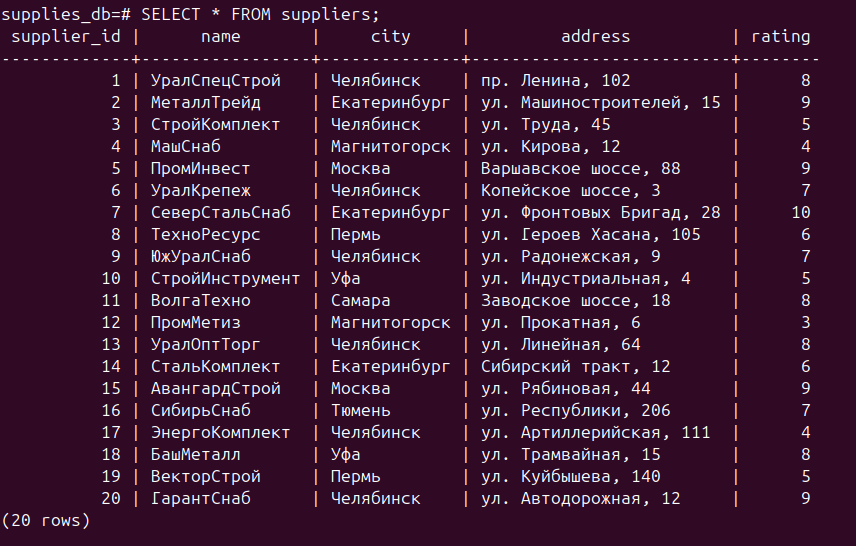 supplies_db=# SELECT * FROM suppliers;
 supplier_id |      name       |     city     |         address          | rating
-------------+-----------------+--------------+--------------------------+--------
           1 | УралСпецСтрой   | Челябинск    | пр. Ленина, 102          |      8
           2 | МеталлТрейд     | Екатеринбург | ул. Машиностроителей, 15 |      9
           3 | СтройКомплект   | Челябинск    | ул. Труда, 45            |      5
           4 | МашСнаб         | Магнитогорск | ул. Кирова, 12           |      4
           5 | ПромИнвест      | Москва       | Варшавское шоссе, 88     |      9
           6 | УралКрепеж      | Челябинск    | Копейское шоссе, 3       |      7
           7 | СеверСтальСнаб  | Екатеринбург | ул. Фронтовых Бригад, 28 |     10
           8 | ТехноРесурс     | Пермь        | ул. Героев Хасана, 105   |      6
           9 | ЮжУралСнаб      | Челябинск    | ул. Радонежская, 9       |      7
          10 | СтройИнструмент | Уфа          | ул. Индустриальная, 4    |      5
          11 | ВолгаТехно      | Самара       | Заводское шоссе, 18      |      8
          12 | ПромМетиз       | Магнитогорск | ул. Прокатная, 6         |      3
          13 | УралОптТорг     | Челябинск    | ул. Линейная, 64         |      8
          14 | СтальКомплект   | Екатеринбург | Сибирский тракт, 12      |      6
          15 | АвангардСтрой   | Москва       | ул. Рябиновая, 44        |      9
          16 | СибирьСнаб      | Тюмень       | ул. Республики, 206      |      7
          17 | ЭнергоКомплект  | Челябинск    | ул. Артиллерийская, 111  |      4
          18 | БашМеталл       | Уфа          | ул. Трамвайная, 15       |      8
          19 | ВекторСтрой     | Пермь        | ул. Куйбышева, 140       |      5
          20 | ГарантСнаб      | Челябинск    | ул. Автодорожная, 12     |      9
(20 rows)